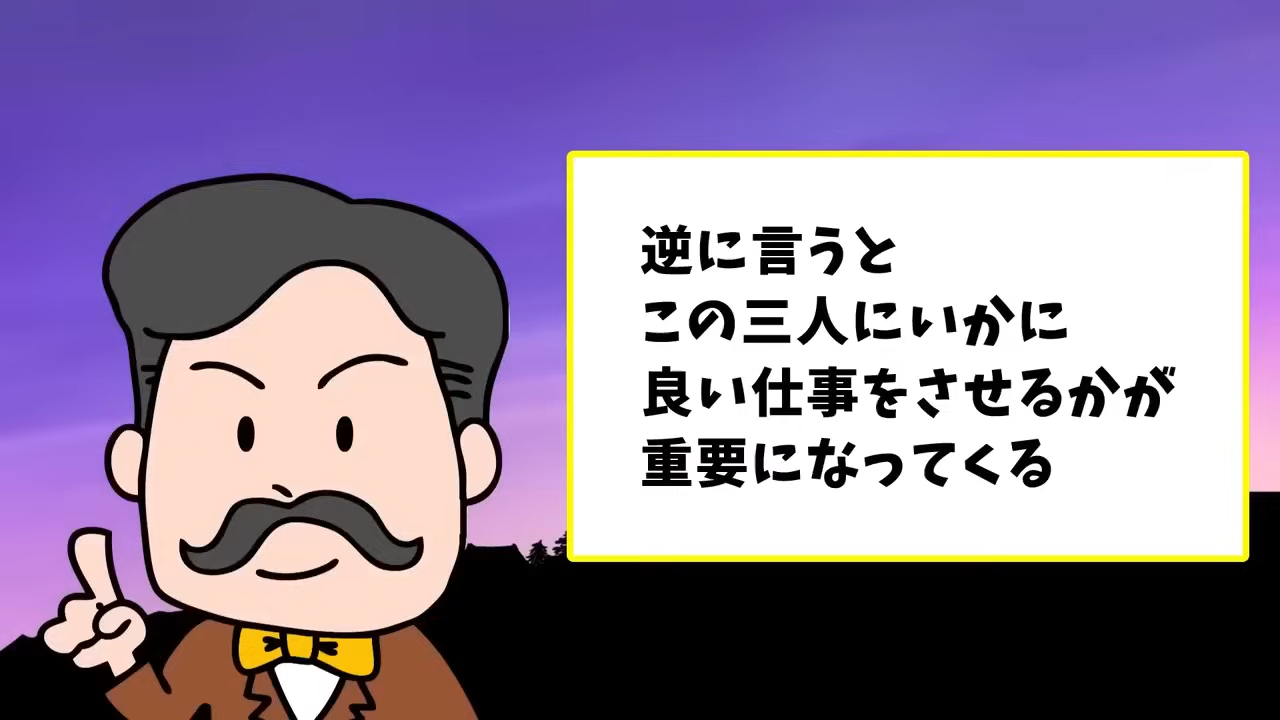 逆に言うと
この三人にいかに
良い仕事をさせるかが
重要になってくる